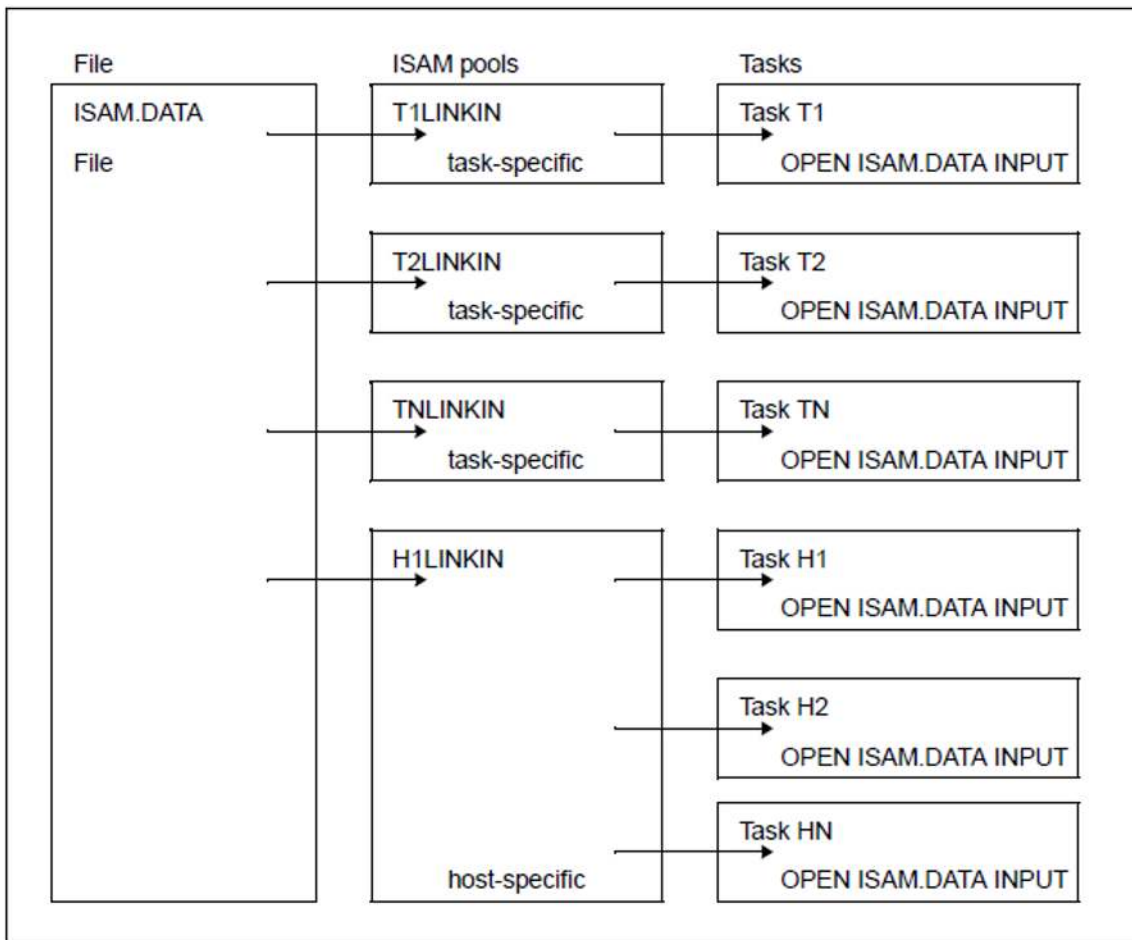 File
ISAM pools
Tasks
ISAM.DATA
File
T1LINKIN
task-specific
Task T1
OPEN ISAM.DATA INPUT
T2LINKIN
task-specific
Task T2
OPEN ISAM.DATA INPUT
TNLINKIN
task-specific
Task TN
OPEN ISAM.DATA INPUT
H1LINKIN
host-specific
Task H1
OPEN ISAM.DATA INPUT
Task H2
OPEN ISAM.DATA INPUT
Task HN
OPEN ISAM.DATA INPUT